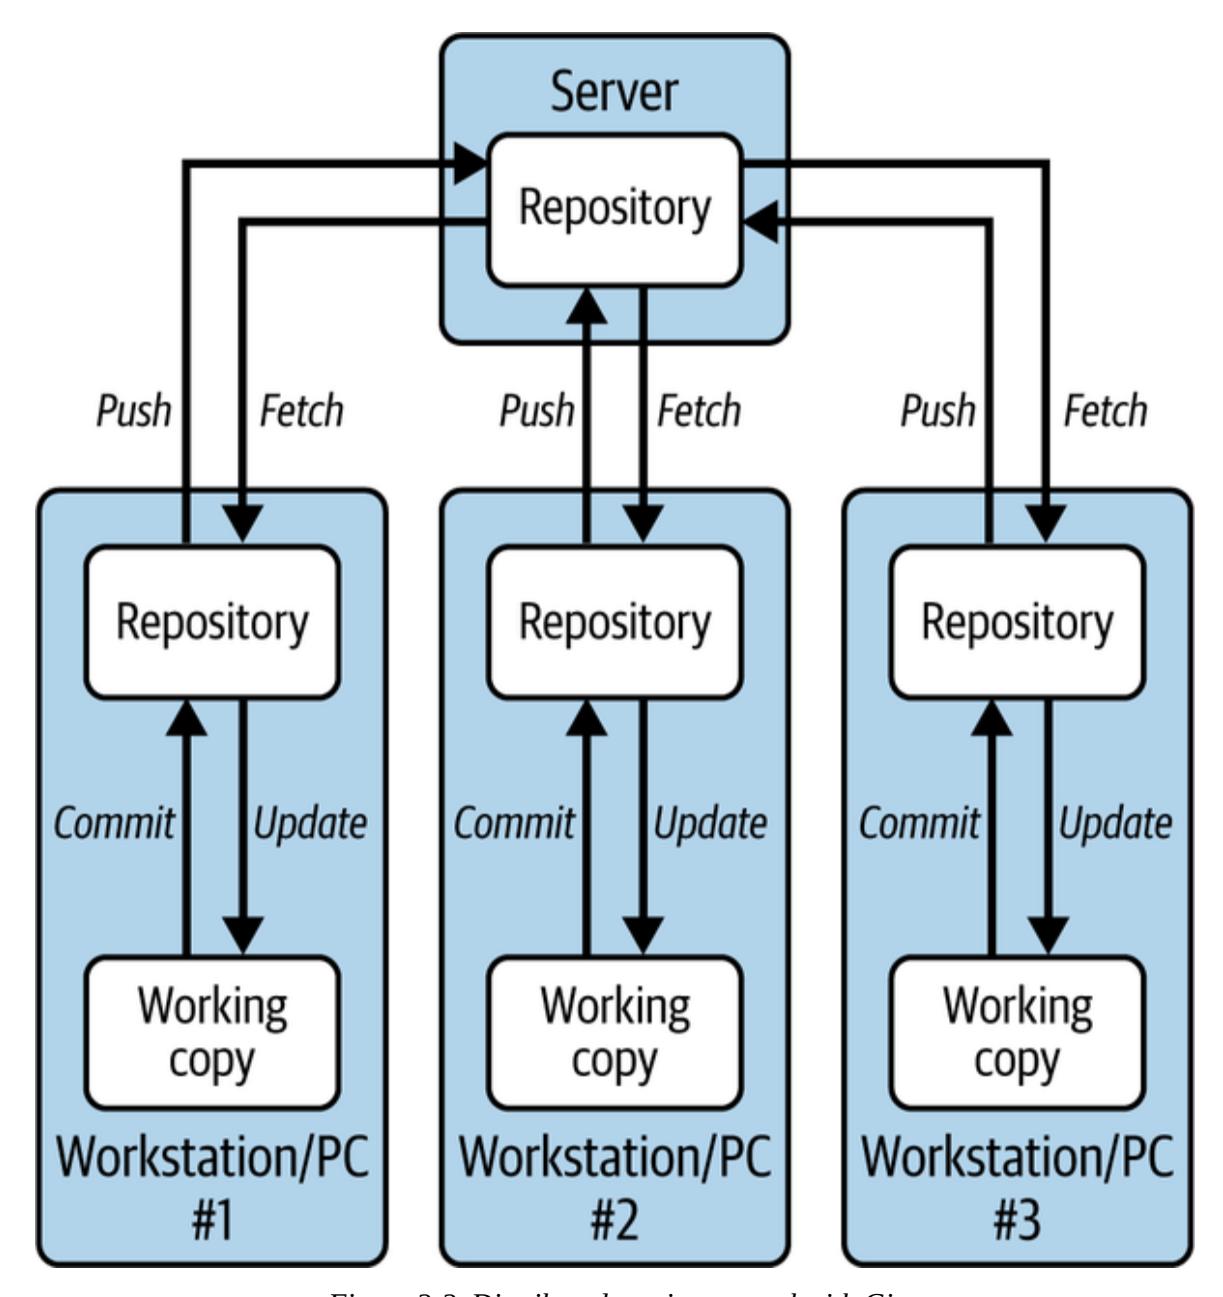 Server
Repository
Push
Fetch
Push
Fetch
Push
Fetch
Repository
Repository
Repository
Commit
Update
Commit
Update
Commit
Update
Working
copy
Working
copy
Working
copy
Workstation/PC
#1
Workstation/PC
#2
Workstation/PC
#3